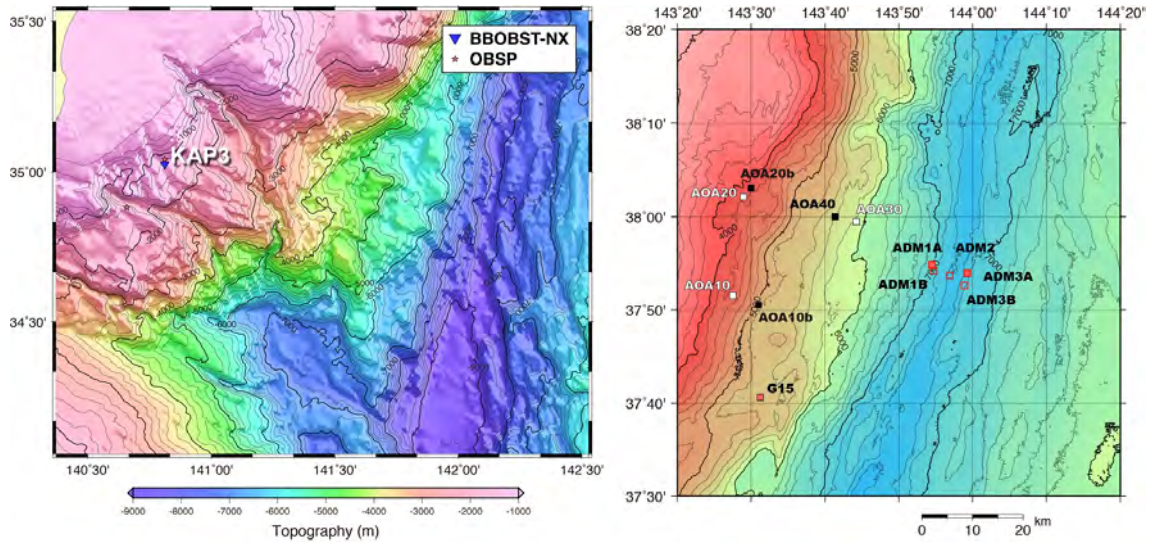 35˚30'
35˚00'
34˚30'
BBOBST-NX
OBSP
KAP3
140˚30'
141˚00'
141˚30'
142˚00'
142˚30'
-9000 -8000 -7000 -6000 -5000 -4000 -3000 -2000 -1000
Topography (m)
143˚20' 143˚30' 143˚40' 143˚50' 144˚00' 144˚10' 144˚20'
38˚20'
38˚10'
38˚00'
37˚50'
37˚40'
37˚30'
AOA20b
AOA20
AOA40
AOA30
ADM1A
ADM2
ADM3A
ADM1B
ADM3B
AOA10
AOA10b
G15
0 10 20 km